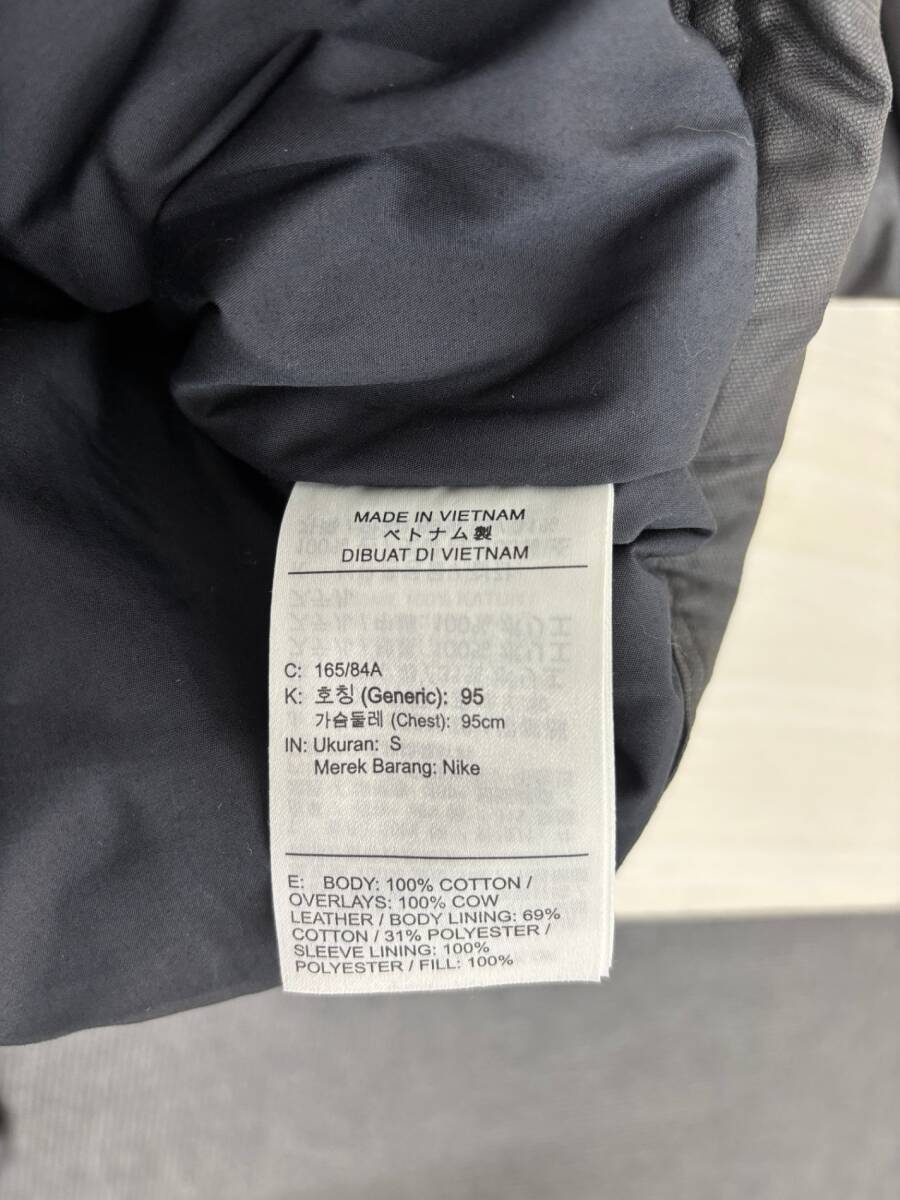 MADE IN VIETNAM
ベトナム製
DIBUAT DI VIETNAM
C: 165/84A
K: 호칭 (Generic): 95
가슴둘레 (Chest): 95cm
IN: Ukuran: S
Merek Barang: Nike
E: BODY: 100% COTTON /
OVERLAYS: 100% COW
LEATHER / BODY LINING: 69%
COTTON / 31% POLYESTER /
SLEEVE LINING: 100%
POLYESTER / FILL: 100%